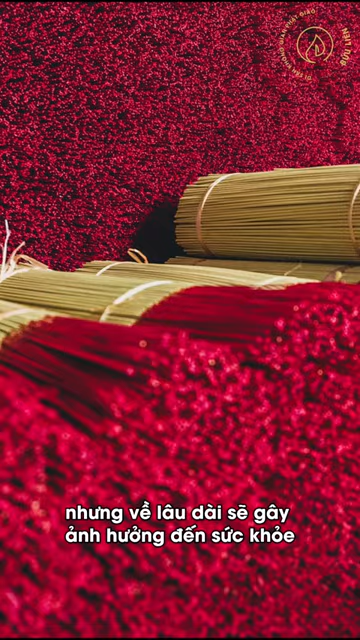 nhưng về lâu dài sẽ gây
ảnh hưởng đến sức khỏe